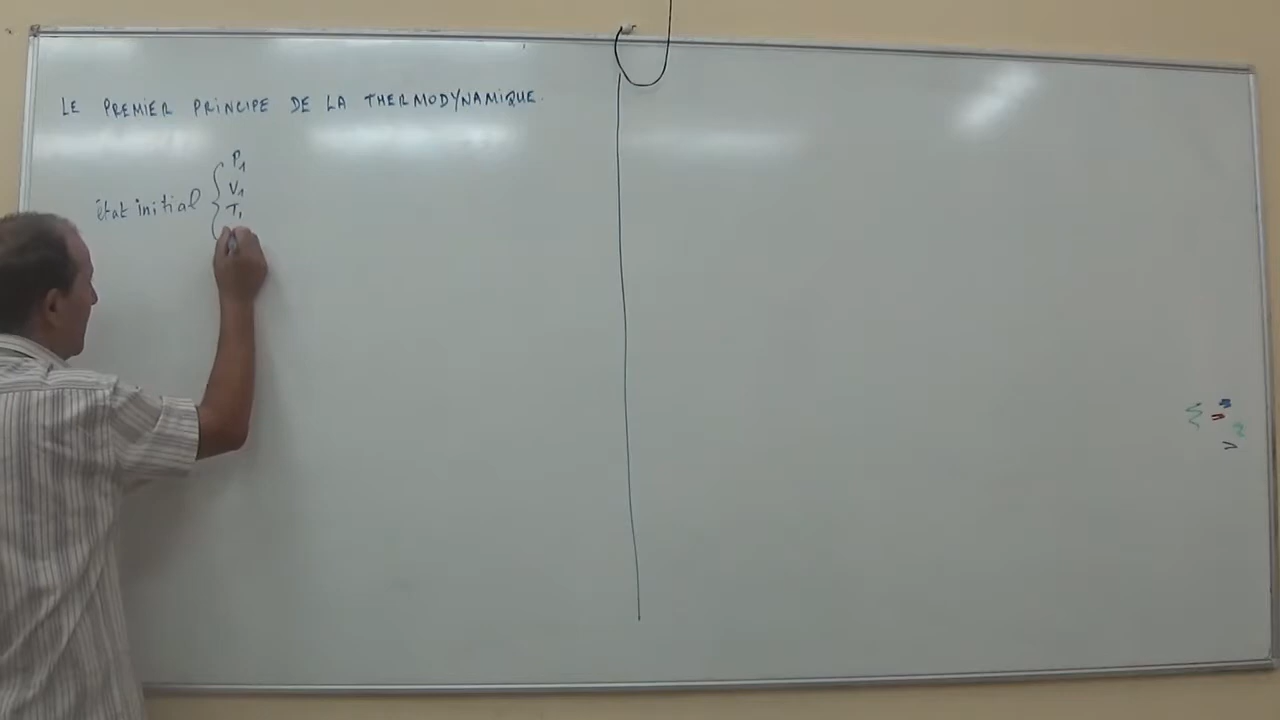 LE PREMIER PRINCIPE DE LA THERMODYNAMIQUE.
P1
V1
état initial {
T1